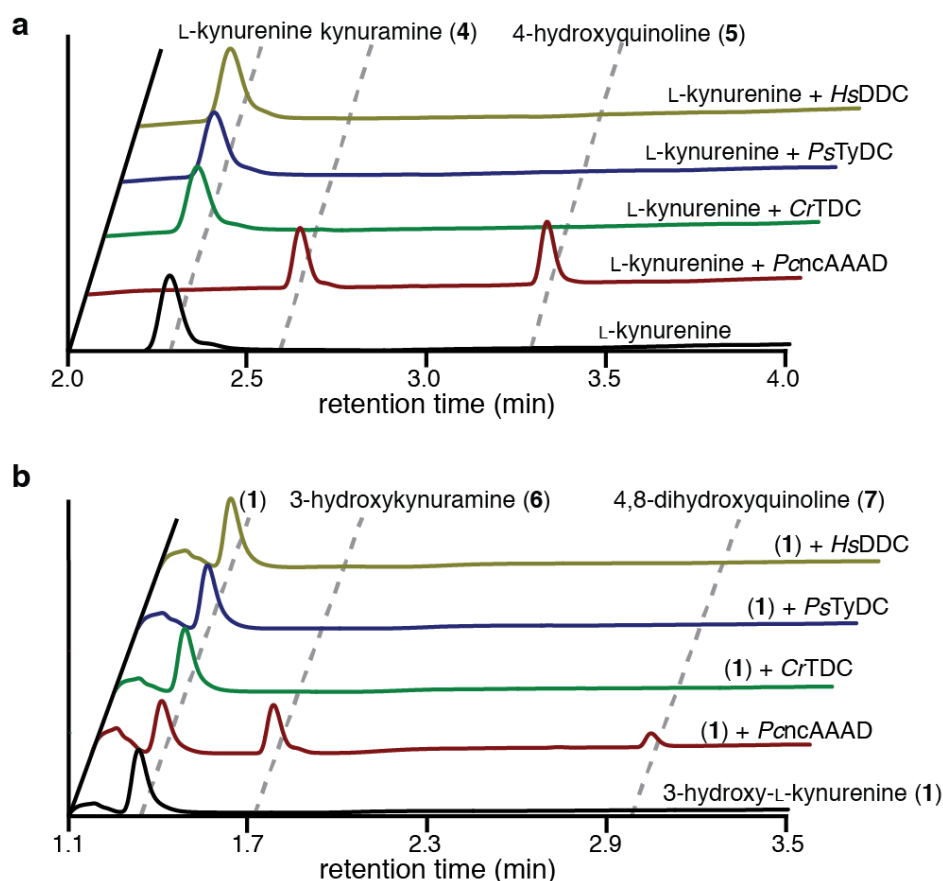 a
L-kynurenine kynuramine (4) 4-hydroxyquinoline (5)
L-kynurenine + HsDDC
L-kynurenine + PsTyDC
L-kynurenine + CrTDC
L-kynurenine + PcncAAAD
L-kynurenine
2.0 2.5 3.0 3.5 4.0
retention time (min)
b
(1) 3-hydroxykynuramine (6) 4,8-dihydroxyquinoline (7)
(1) + HsDDC
(1) + PsTyDC
(1) + CrTDC
(1) + PcncAAAD
3-hydroxy-L-kynurenine (1)
1.1 1.7 2.3 2.9 3.5
retention time (min)